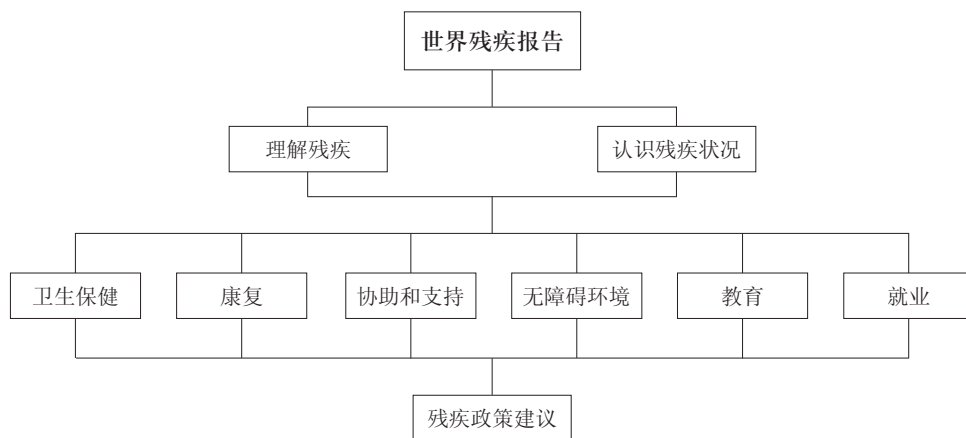 世界残疾报告
理解残疾
认识残疾状况
卫生保健
康复
协助和支持
无障碍环境
教育
就业
残疾政策建议